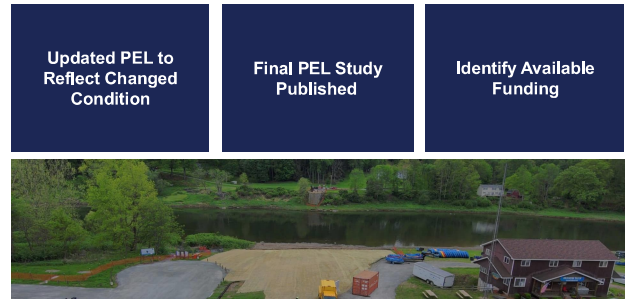 Updated PEL to
Reflect Changed
Condition
Final PEL Study
Published
Identify Available
Funding